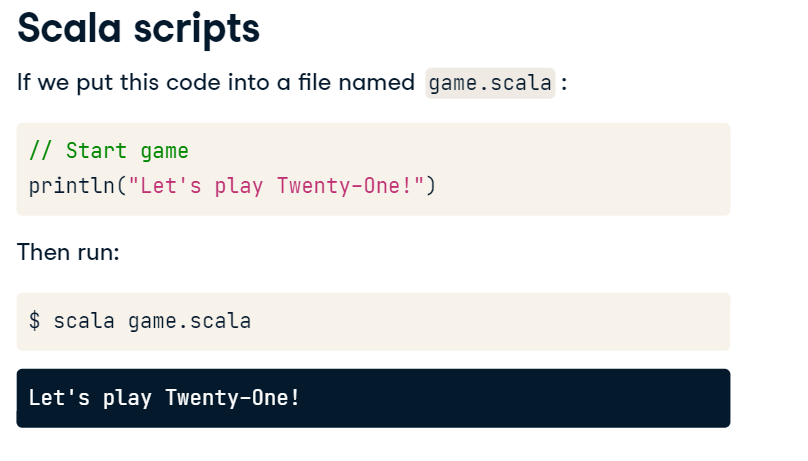 Scala scripts
If we put this code into a file named game.scala :
// Start game
println("Let's play Twenty-One!")
Then run:
$ scala game.scala
Let's play Twenty-One!